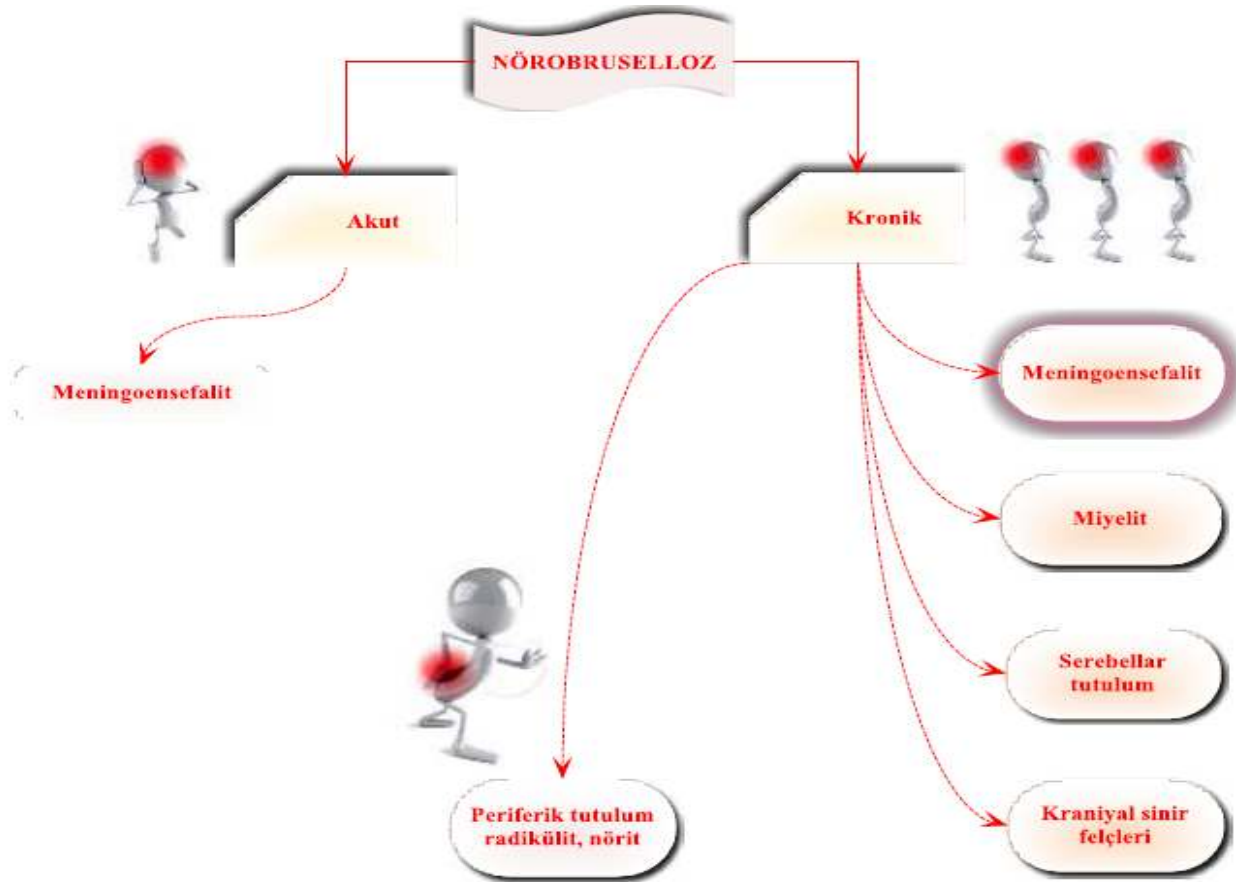 NÖROBRUSELLOZ
Akut
Kronik
Meningoensefalit
Meningoensefalit
Miyelit
Serebellar
tutulum
Periferik tutulum
radikülit, nörit
Kraniyal sinir
felçleri